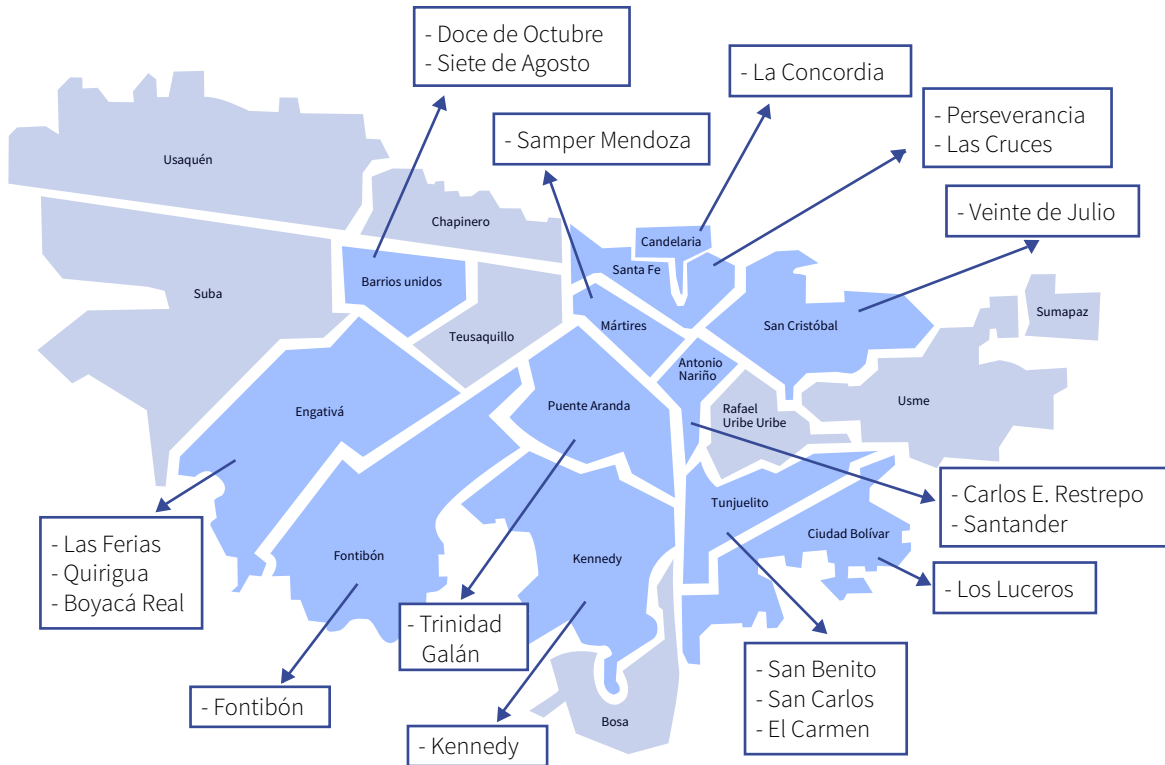 - Doce de Octubre
- Siete de Agosto
- La Concordia
- Perseverancia
- Las Cruces
- Samper Mendoza
- Veinte de Julio
Usaquén
Chapinero
Candelaria
Santa Fe
Barrios unidos
Suba
Teusaquillo
Mártires
San Cristóbal
Sumapaz
Antonio
Nariño
Engativá
Puente Aranda
Rafael
Uribe Uribe
Usme
Tunjuelito
Ciudad Bolívar
Fontibón
Kennedy
Bosa
- Carlos E. Restrepo
- Santander
- Las Ferias
- Quirigua
- Boyacá Real
- Los Luceros
- Trinidad
Galán
- San Benito
- San Carlos
- El Carmen
- Fontibón
- Kennedy